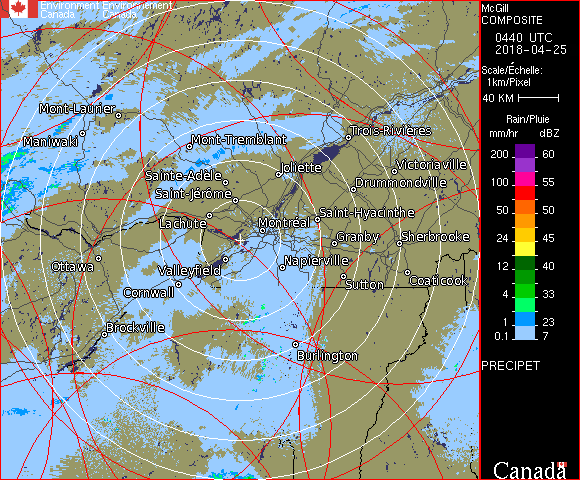 Environment Environnement
Canada Canada
Mont-Laurier
Maniwaki
Mont-Tremblant
Trois-Rivières
Sainte-Adèle
Joliette
Victoriaville
Saint-Jérôme
Drummondville
Lachute
Montréal
Saint-Hyacinthe
Granby
Sherbrooke
Ottawa
Valleyfield
Napierville
Cornwall
Sutton
Coaticook
Brockville
Burlington
McGill
COMPOSITE
0440 UTC
2018-04-25
Scale/Échelle:
1km/Pixel
40 KM
Rain/Pluie
mm/hr dBZ
200 60
150 57
100 55
50 50
24 45
12 40
4 33
1 23
0.1 7
PRECIPET
Canada